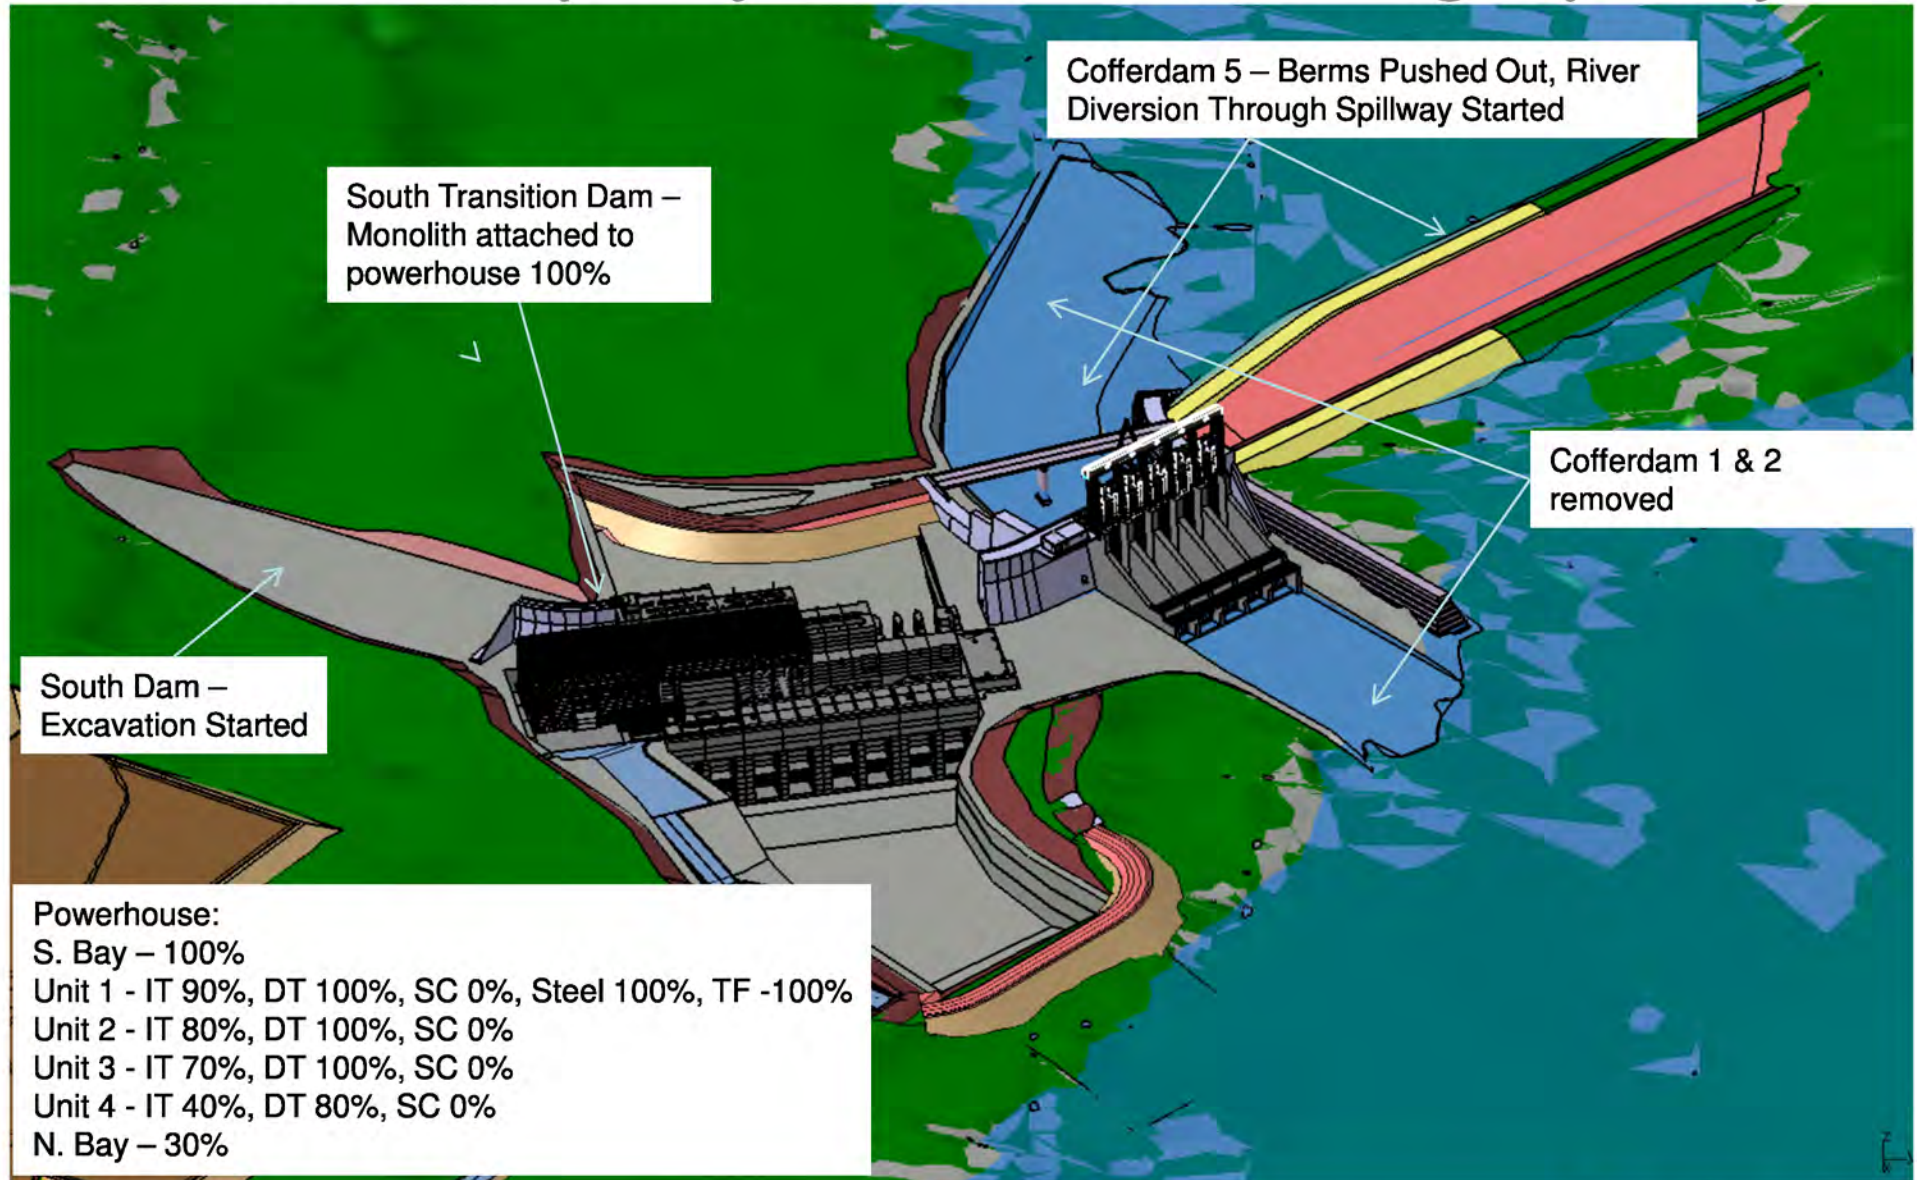 Cofferdam 5 – Berms Pushed Out, River
Diversion Through Spillway Started
South Transition Dam –
Monolith attached to
powerhouse 100%
Cofferdam 1 & 2
removed
South Dam –
Excavation Started
Powerhouse:
S. Bay – 100%
Unit 1 - IT 90%, DT 100%, SC 0%, Steel 100%, TF -100%
Unit 2 - IT 80%, DT 100%, SC 0%
Unit 3 - IT 70%, DT 100%, SC 0%
Unit 4 - IT 40%, DT 80%, SC 0%
N. Bay – 30%